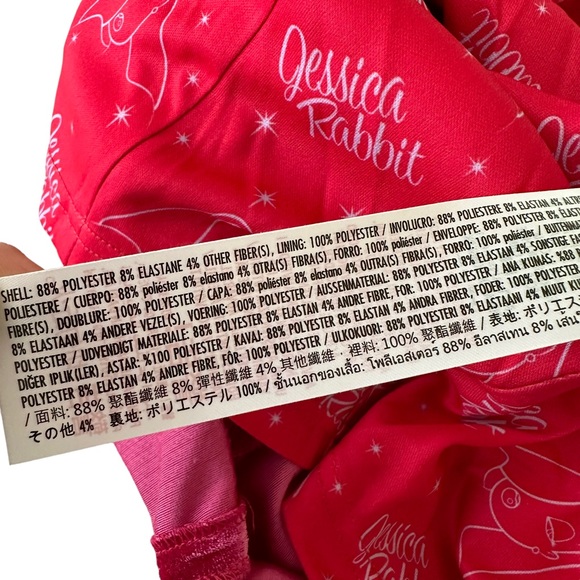 Jessica
Rabbit
SHELL: 88% POLYESTER 8% ELASTANE 4% OTHER FIBER(S), LINING: 100% POLYESTER / INVOLUCRO: 88% POLIESTERE 8% ELASTAN 4% ALTR
POLIESTERE / CUERPO: 88% poliéster 8% elastano 4% OTRA(S) FIBRA(S), FORRO: 100% poliéster / ENVELOPPE: 88% POLYESTER 8%
FIBRE(S), DOUBLURE: 100% POLYESTER / CAPA: 88% poliéster 8% elastano 4% OUTRA(S) FIBRA(S), FORRO: 100% POLIÉSTER / BUITENMA
8% ELASTAAN 4% ANDERE VEZEL(S), VOERING: 100% POLYESTER / AUSSENMATERIAL: 88% POLYESTER 8% ELASTAN 4% SONSTIGE
POLYESTER / UDVENDIGT MATERIALE: 88% POLYESTER 8% ELASTAN 4% ANDRE FIBRE, FOR: 100% POLYESTER / ANA KUMAS: %88
DİĞER İPLİK(LER), ASTAR: %100 POLYESTER / KAVAJ: 88% POLYESTER 8% ELASTAN 4% ANDRA FIBRER, FODER: 100% POLYESTER
POLYESTER 8% ELASTAN 4% ANDRE FIBRE, FÔR: 100% POLYESTER / ULKOKUORI: 88% POLYESTERI 8% ELASTAANI 4% MUUT KUIT
/ 面料: 88% 聚酯纖維 8% 彈性纖維 4% 其他纖維, 裡料: 100% 聚酯纖維 / 表地: ポリエステル
その他 4% 裏地: ポリエステル 100% / ชั้นนอกของเสื้อ: โพลีเอสเตอร์ 88% อีลาสเทน 8% เส้น
Jessica
Rabbit